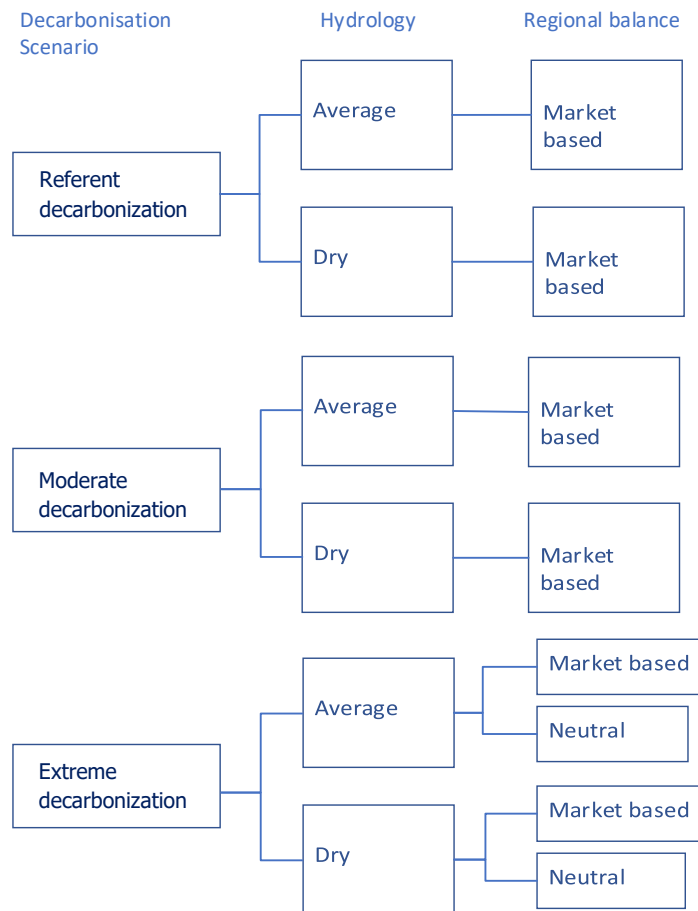 Decarbonisation
Scenario
Hydrology
Regional balance
Referent
decarbonization
Average
Market
based
Dry
Market
based
Moderate
decarbonization
Average
Market
based
Dry
Market
based
Extreme
decarbonization
Average
Market based
Neutral
Dry
Market based
Neutral